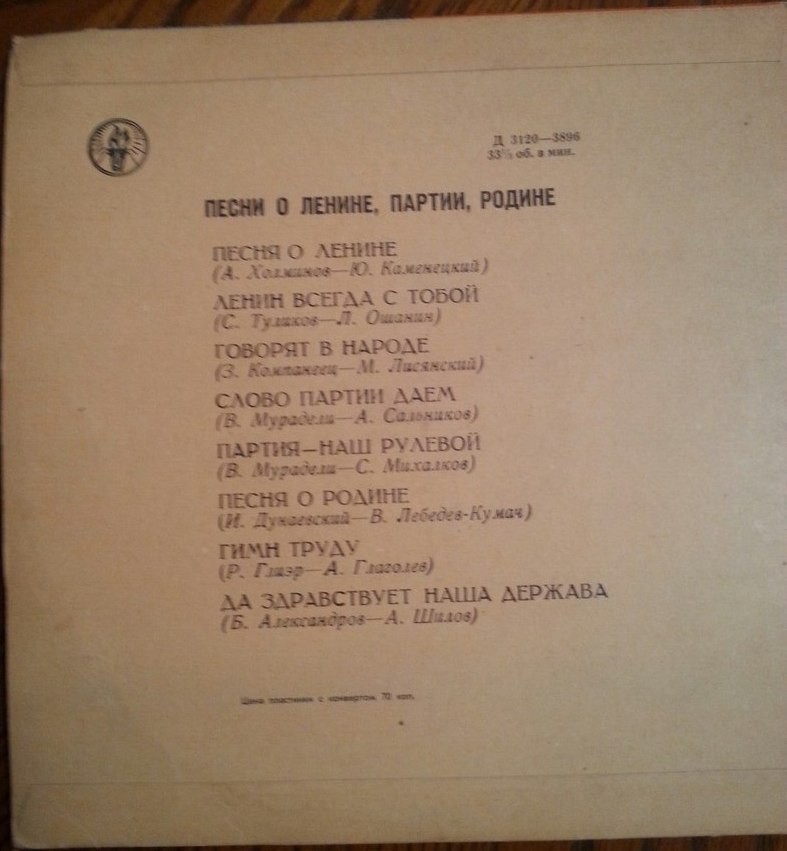 Д 3120—3896
33⅓ об. в мин.
ПЕСНИ О ЛЕНИНЕ, ПАРТИИ, РОДИНЕ
ПЕСНЯ О ЛЕНИНЕ
(А. Холминов—Ю. Каменецкий)
ЛЕНИН ВСЕГДА С ТОБОЙ
(С. Туликов—Л. Ошанин)
ГОВОРЯТ В НАРОДЕ
(З. Компанеец—М. Лисянский)
СЛОВО ПАРТИИ ДАЕМ
(В. Мурадели—А. Сальников)
ПАРТИЯ—НАШ РУЛЕВОЙ
(В. Мурадели—С. Михалков)
ПЕСНЯ О РОДИНЕ
(И. Дунаевский—В. Лебедев-Кумач)
ГИМН ТРУДУ
(Р. Глиэр—А. Глаголев)
ДА ЗДРАВСТВУЕТ НАША ДЕРЖАВА
(Б. Александров—А. Шилов)
Цена пластинки с конвертом 70 коп.